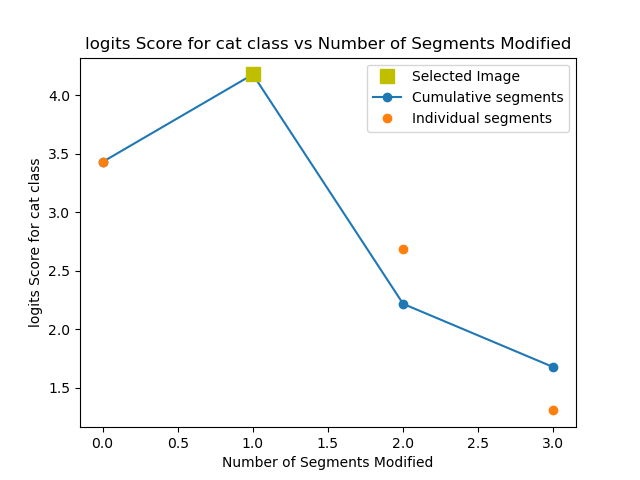 logits Score for cat class vs Number of Segments Modified
Selected Image
Cumulative segments
Individual segments
logits Score for cat class
4.0
3.5
3.0
2.5
2.0
1.5
0.0 0.5 1.0 1.5 2.0 2.5 3.0
Number of Segments Modified